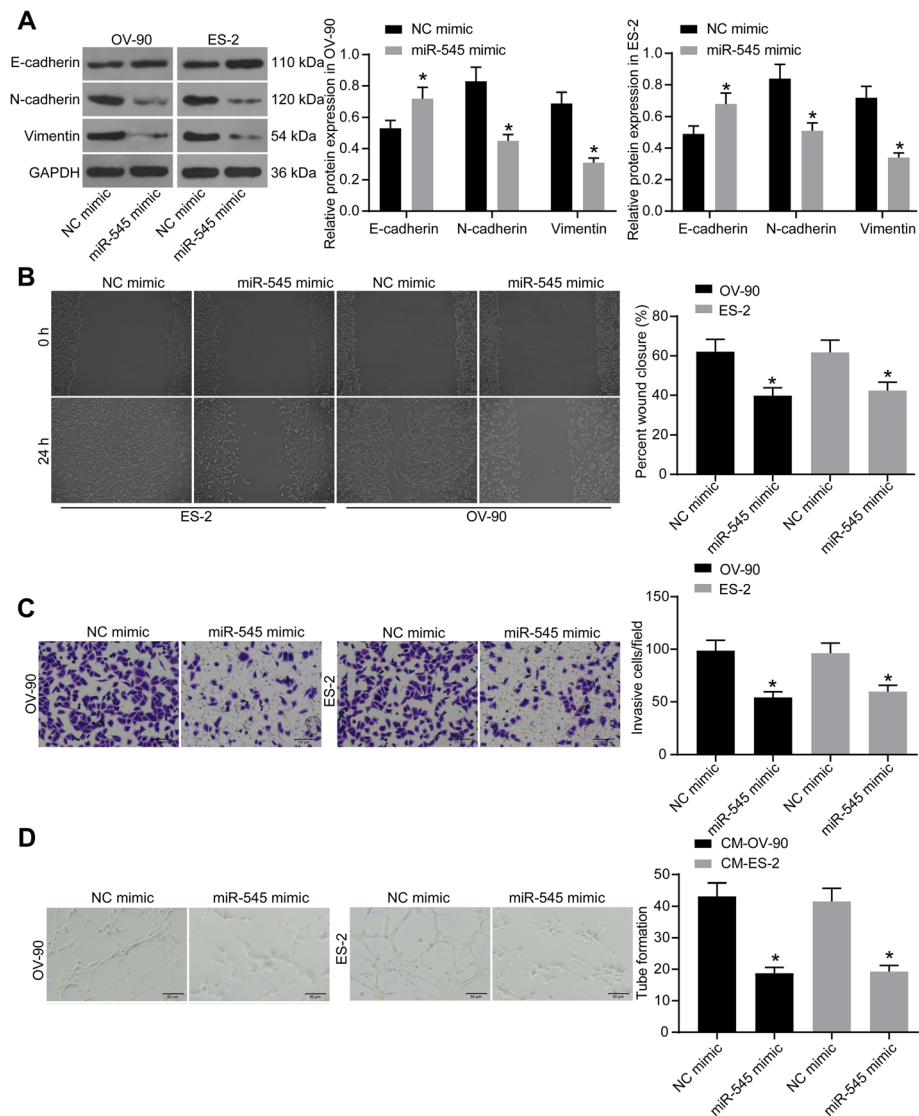 A
OV-90 ES-2
E-cadherin 110 kDa
N-cadherin 120 kDa
Vimentin 54 kDa
GAPDH 36 kDa
NC mimic
miR-545 mimic
NC mimic
miR-545 mimic
Relative protein expression in OV-90
NC mimic
miR-545 mimic
0.0
0.2
0.4
0.6
0.8
1.0
*
*
*
E-cadherin N-cadherin Vimentin
Relative protein expression in ES-2
NC mimic
miR-545 mimic
0.0
0.2
0.4
0.6
0.8
1.0
*
*
*
E-cadherin N-cadherin Vimentin
B
NC mimic miR-545 mimic NC mimic miR-545 mimic
0 h
24 h
ES-2 OV-90
Percent wound closure (%)
OV-90
ES-2
80
60
40
20
0
* *
NC mimic
miR-545 mimic
NC mimic
miR-545 mimic
C
NC mimic miR-545 mimic NC mimic miR-545 mimic
OV-90
ES-2
Invasive cells/field
OV-90
ES-2
150
100
50
0
* *
NC mimic
miR-545 mimic
NC mimic
miR-545 mimic
D
NC mimic miR-545 mimic NC mimic miR-545 mimic
OV-90
ES-2
50 μm
50 μm
50 μm
50 μm
Tube formation
CM-OV-90
CM-ES-2
50
40
30
20
10
0
* *
NC mimic
miR-545 mimic
NC mimic
miR-545 mimic